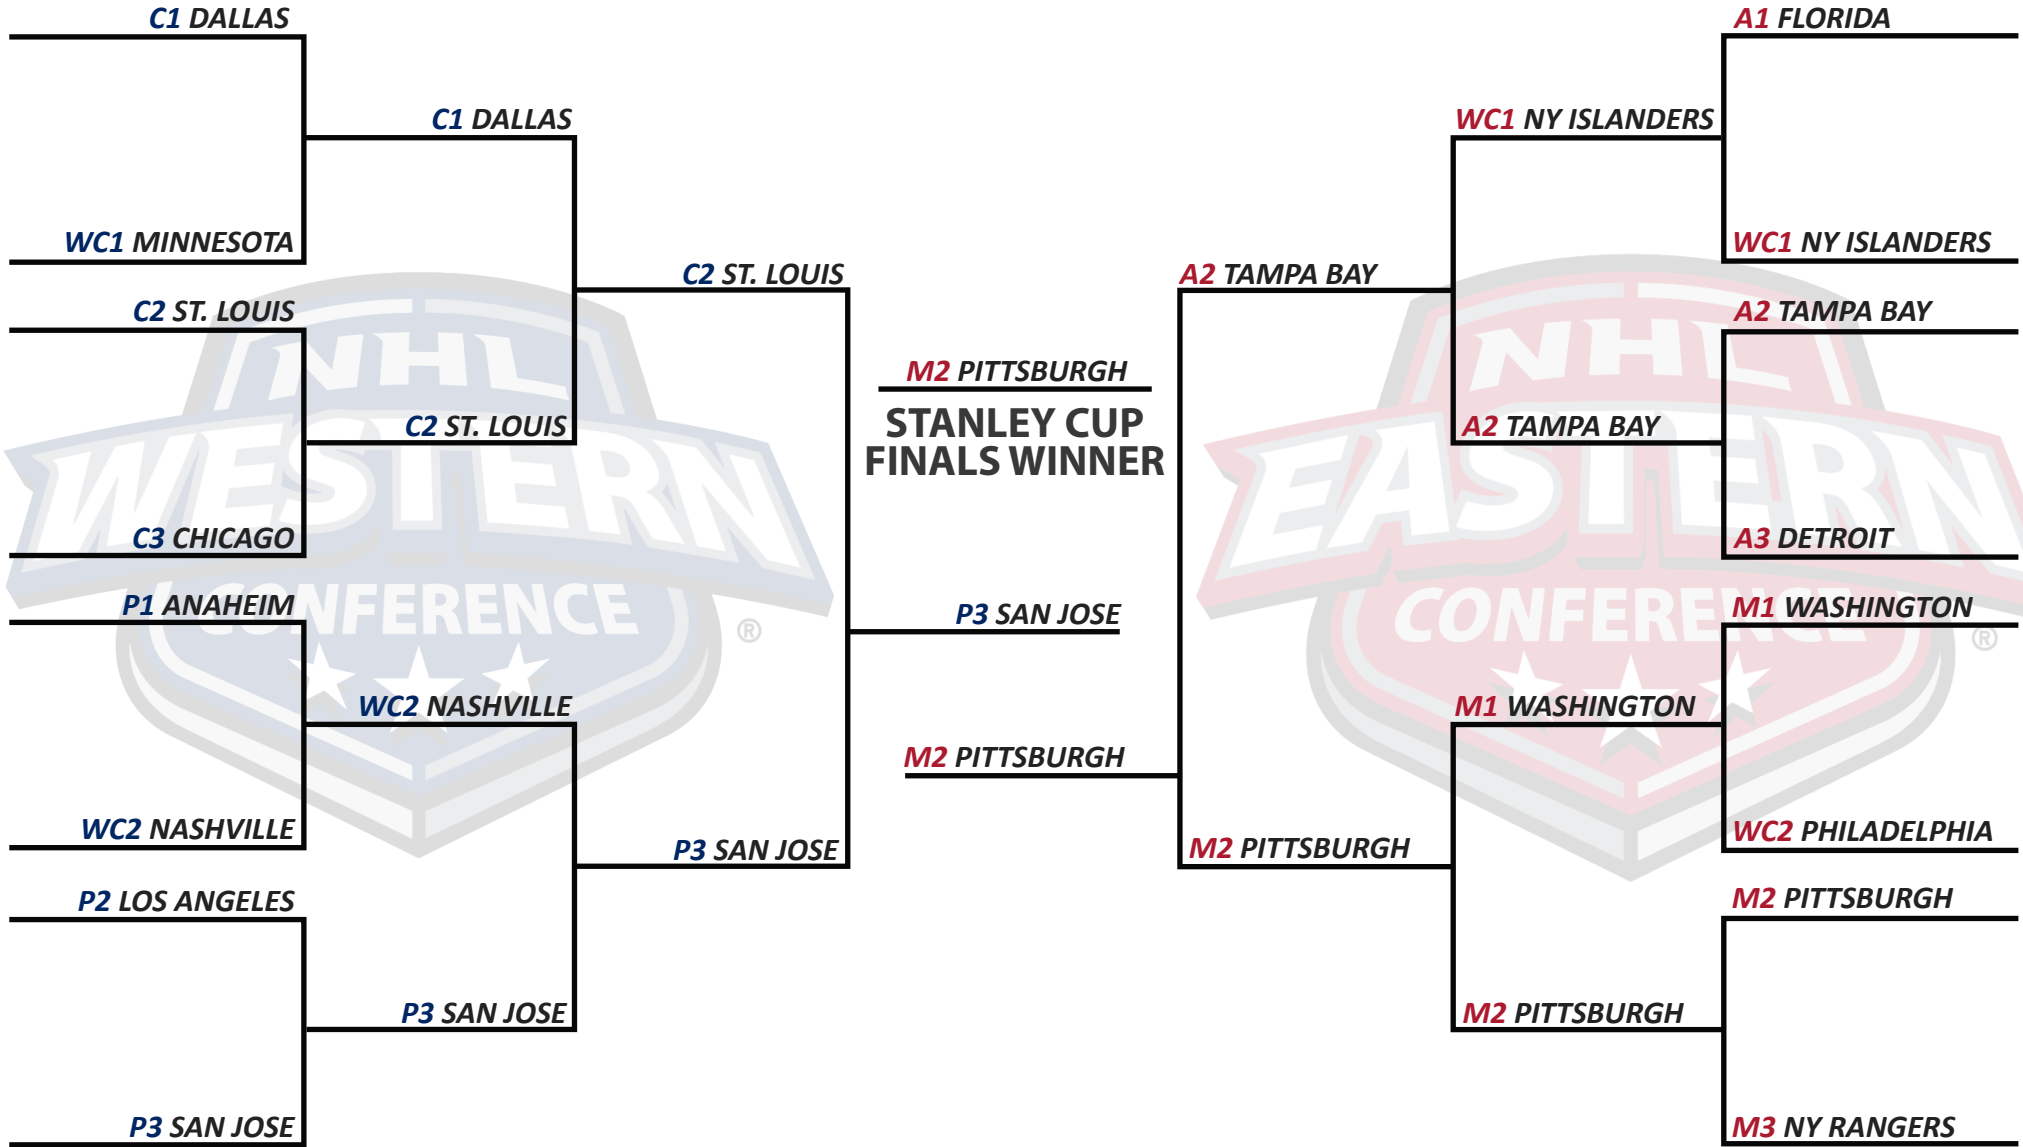 C1 DALLAS
WC1 MINNESOTA
C2 ST. LOUIS
C3 CHICAGO
P1 ANAHEIM
WC2 NASHVILLE
P2 LOS ANGELES
P3 SAN JOSE
C1 DALLAS
C2 ST. LOUIS
WC2 NASHVILLE
P3 SAN JOSE
C2 ST. LOUIS
P3 SAN JOSE
NHL
WESTERN
CONFERENCE
®
M2 PITTSBURGH
STANLEY CUP
FINALS WINNER
P3 SAN JOSE
M2 PITTSBURGH
A2 TAMPA BAY
M2 PITTSBURGH
WC1 NY ISLANDERS
A2 TAMPA BAY
M1 WASHINGTON
M2 PITTSBURGH
A1 FLORIDA
WC1 NY ISLANDERS
A2 TAMPA BAY
A3 DETROIT
M1 WASHINGTON
WC2 PHILADELPHIA
M2 PITTSBURGH
M3 NY RANGERS
NHL
EASTERN
CONFERENCE
®